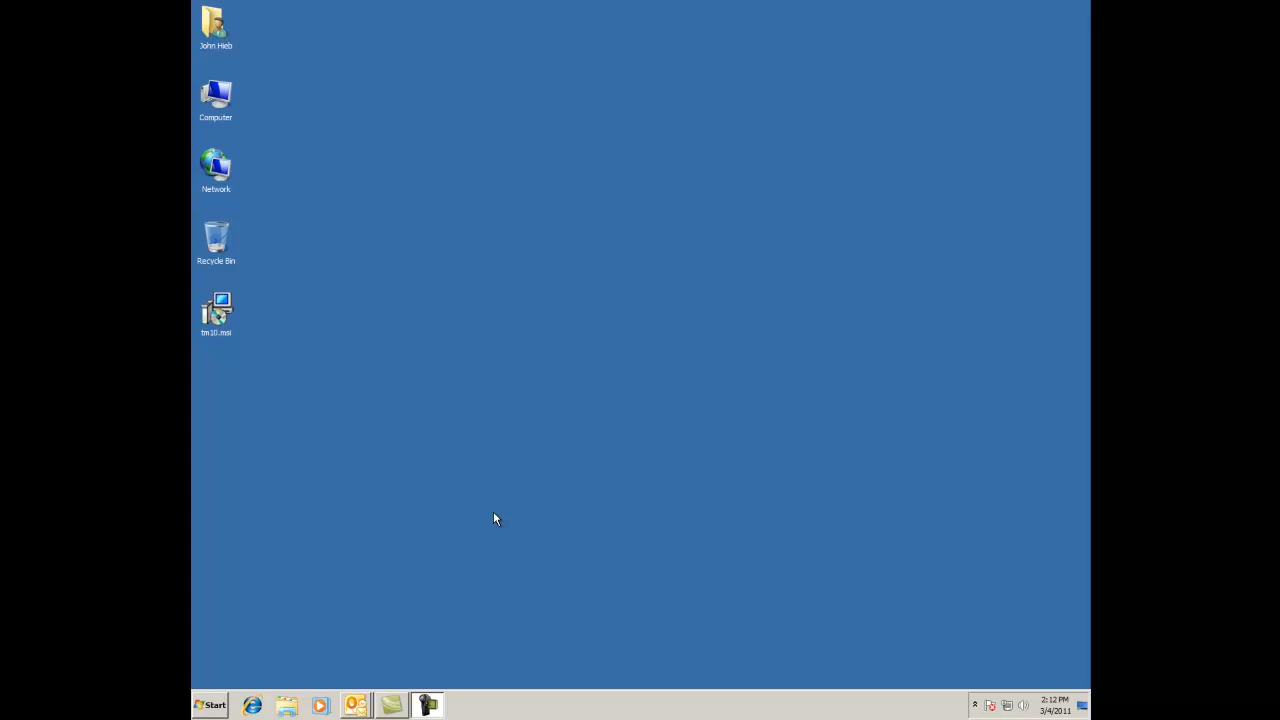 John Hieb
Computer
Network
Recycle Bin
tm10.msi
Start
2:12 PM
3/4/2011